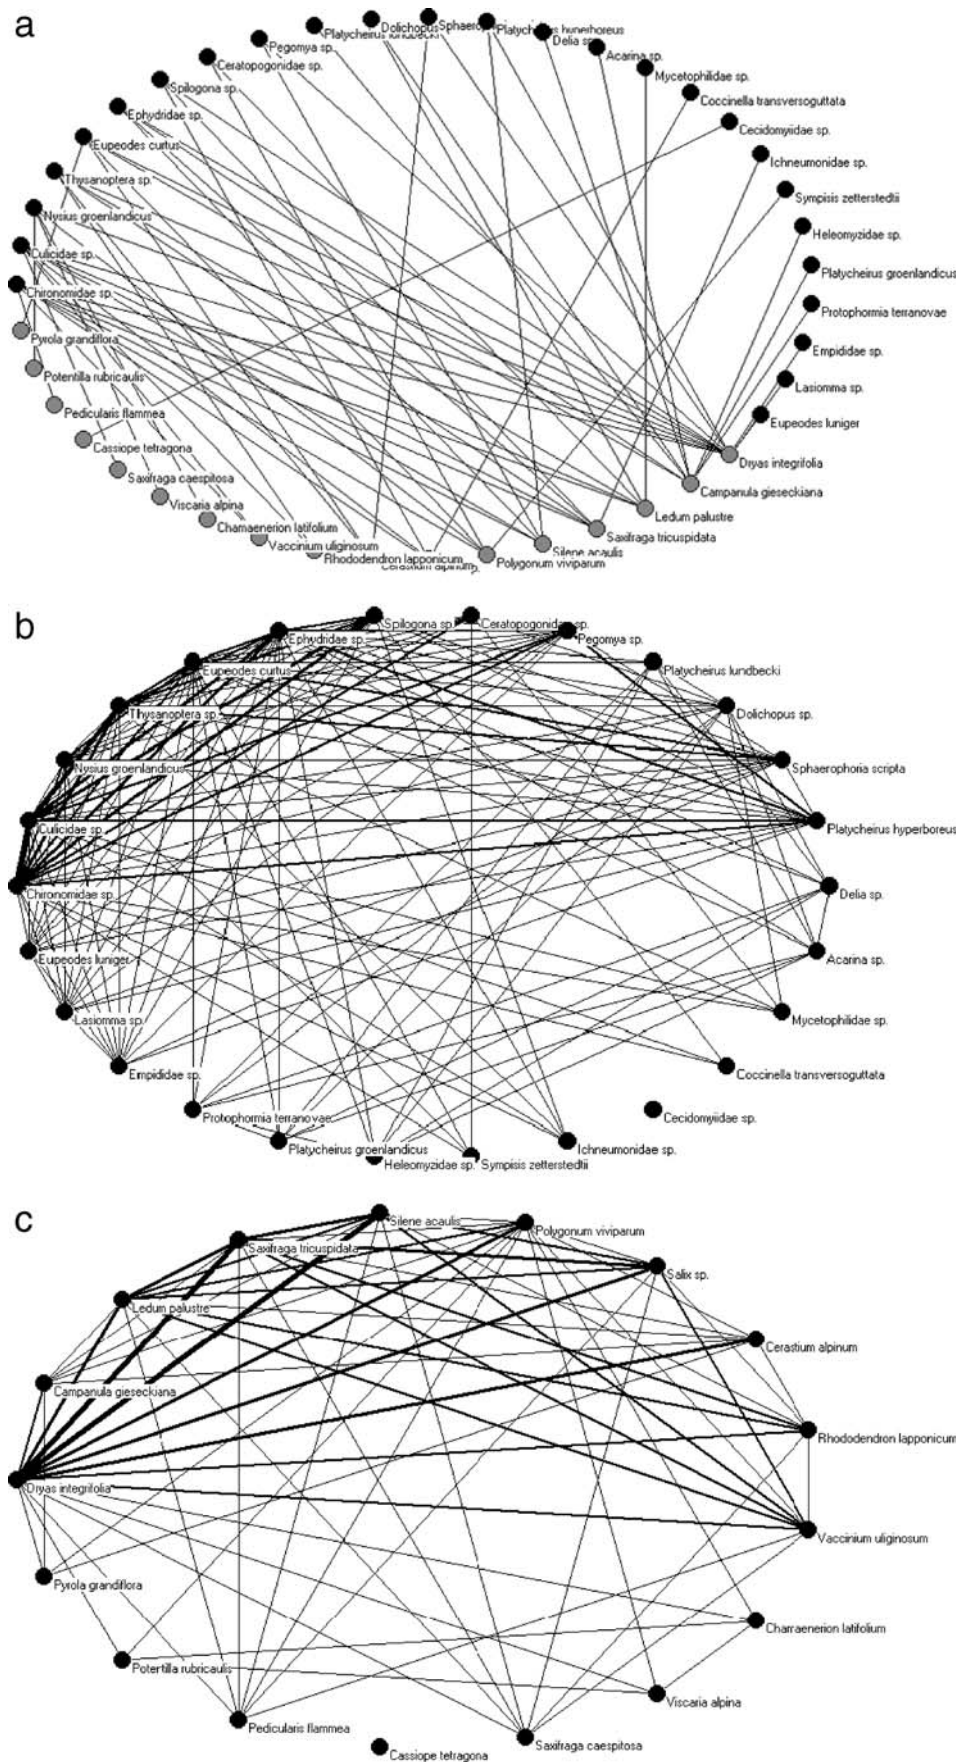 a
Platycheirus lundbecki
Dolichopus
Sphaerop
Platycheirus hyperboreus
Delia sp.
Pegomya sp.
Acarina sp.
Ceratopogonidae sp.
Mycetophilidae sp.
Spilogona sp.
Coccinella transversoguttata
Ephydridae sp.
Cecidomyiidae sp.
Eupeodes curtus
Ichneumonidae sp.
Thysanoptera sp.
Sympisis zetterstedtii
Nysius groenlandicus
Heleomyzidae sp.
Culicidae sp.
Platycheirus groenlandicus
Chironomidae sp.
Protophormia terranovae
Pyrola grandiflora
Empididae sp.
Potentilla rubricaulis
Lasiomma sp.
Pedicularis flammea
Eupeodes luniger
Cassiope tetragona
Dryas integrifolia
Saxifraga caespitosa
Campanula gieseckiana
Viscaria alpina
Ledum palustre
Chamaenerion latifolium
Saxifraga tricuspidata
Vaccinium uliginosum
Silene acaulis
Rhododendron lapponicum
Polygonum viviparum
Cerastium alpinum
b
Spilogona sp.
Ceratopogonidae sp.
Ephydridae sp.
Pegomya sp.
Eupeodes curtus
Platycheirus lundbecki
Thysanoptera sp.
Dolichopus sp.
Nysius groenlandicus
Sphaerophoria scripta
Culicidae sp.
Platycheirus hyperboreus
Chironomidae sp.
Delia sp.
Eupeodes luniger
Acarina sp.
Lasiomma sp.
Mycetophilidae sp.
Empididae sp.
Coccinella transversoguttata
Protophormia terranovae
Cecidomyiidae sp.
Platycheirus groenlandicus
Ichneumonidae sp.
Heleomyzidae sp.
Sympisis zetterstedtii
c
Silene acaulis
Polygonum viviparum
Saxifraga tricuspidata
Salix sp.
Ledum palustre
Cerastium alpinum
Campanula gieseckiana
Rhododendron lapponicum
Dryas integrifolia
Vaccinium uliginosum
Pyrola grandiflora
Chamaenerion latifolium
Potertilla rubricaulis
Viscaria alpina
Pedicularis flammea
Saxifraga caespitosa
Cassiope tetragona